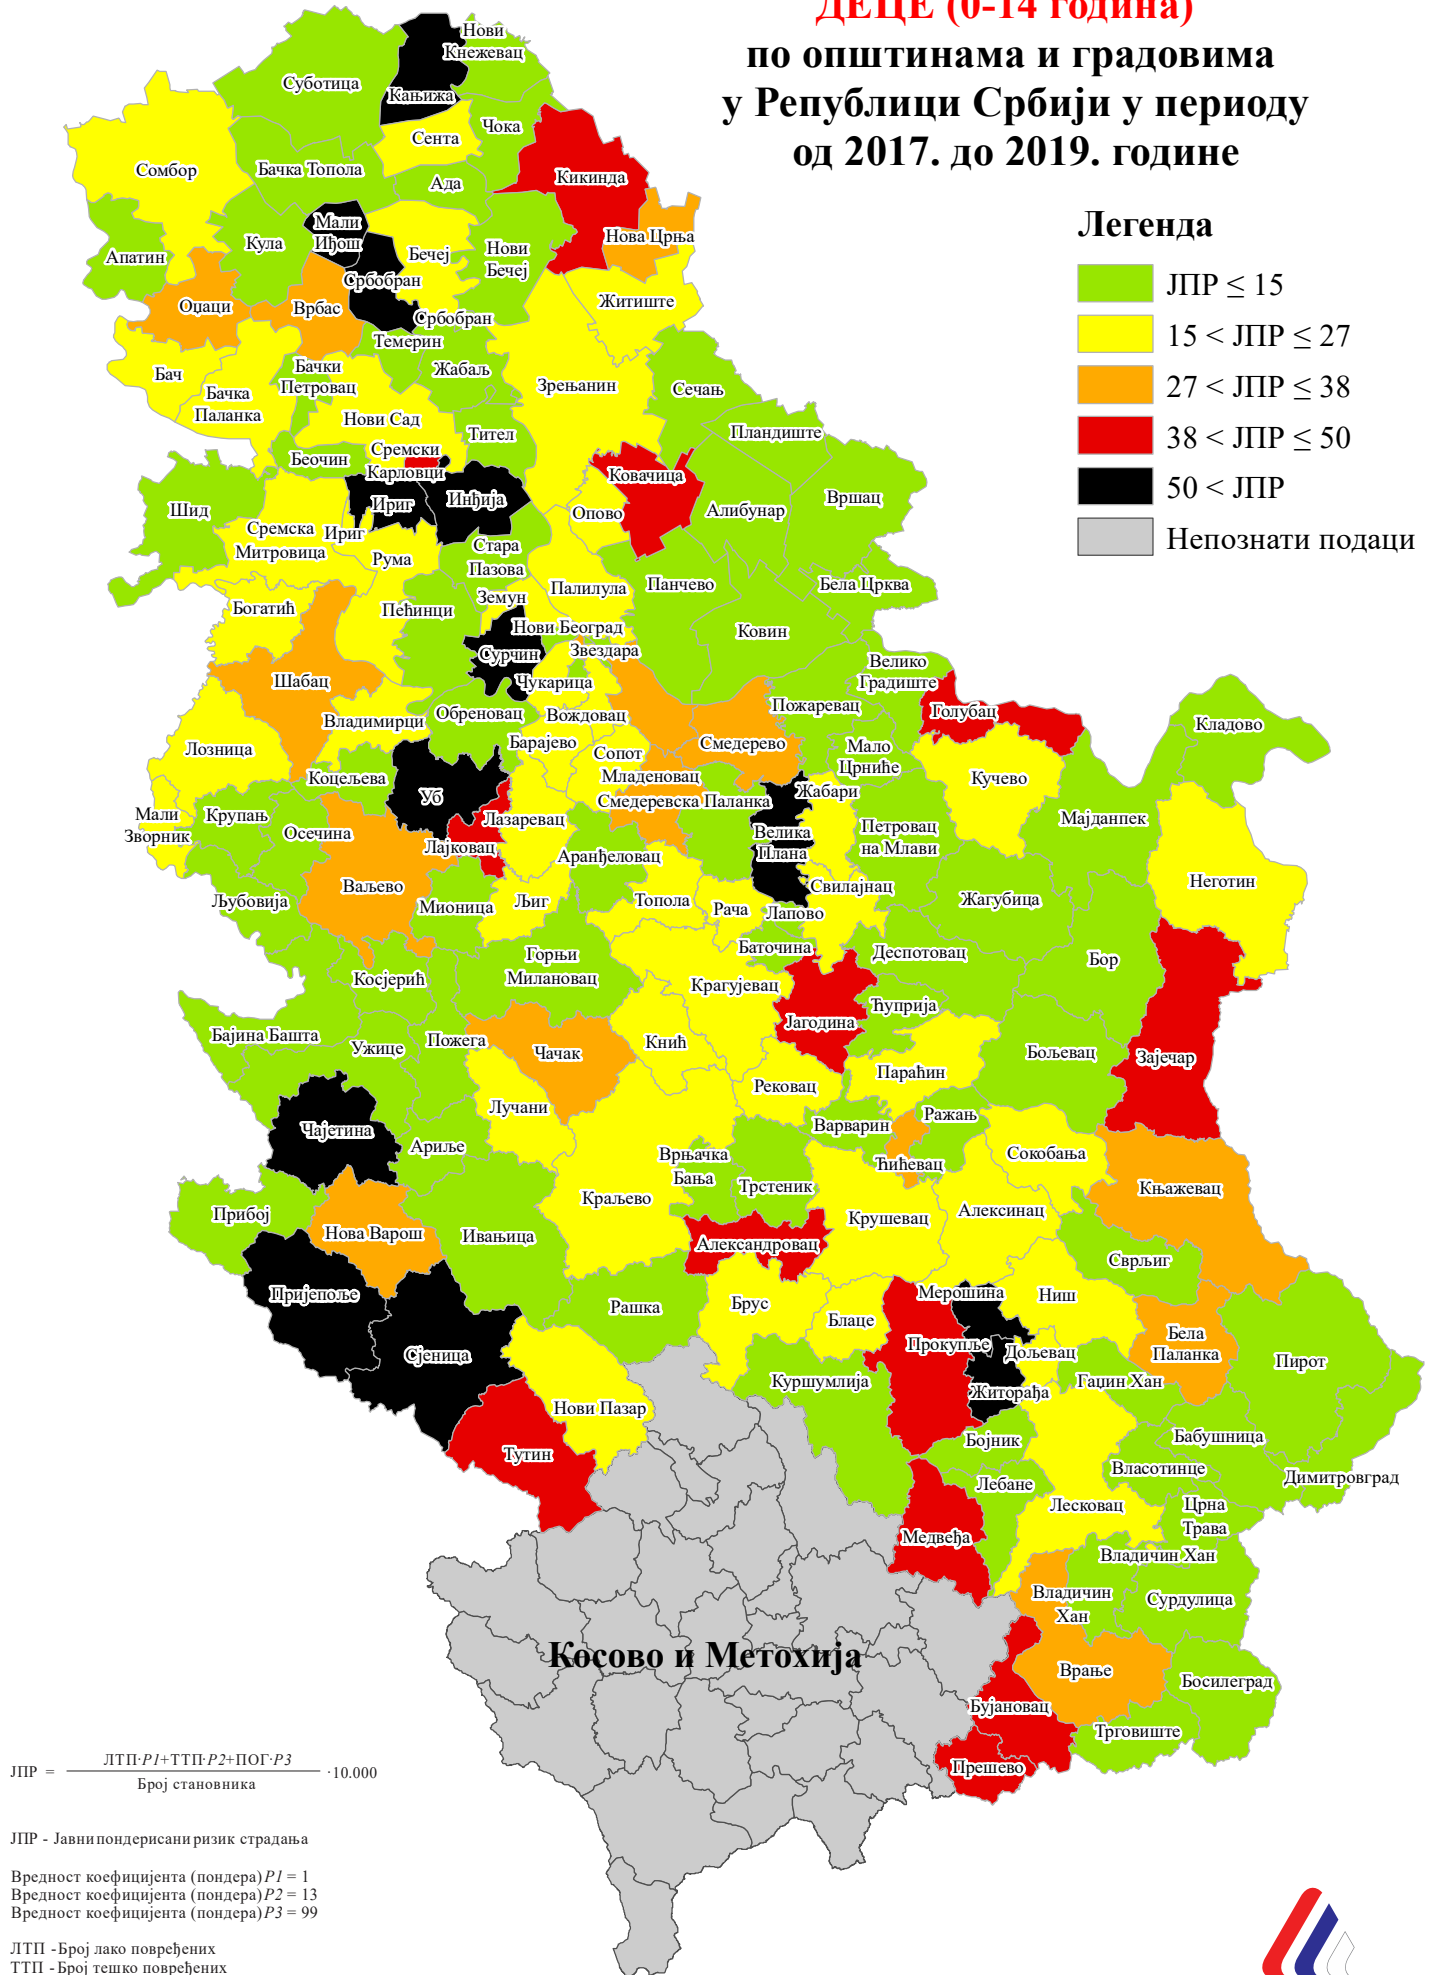 ДЕЦЕ (0-14 година)
по општинама и градовима
у Републици Србији у периоду
од 2017. до 2019. године
Легенда
ЈПР ≤ 15
15 < ЈПР ≤ 27
27 < ЈПР ≤ 38
38 < ЈПР ≤ 50
50 < ЈПР
Непознати подаци
Суботица
Нови
Кнежевац
Кањижа
Сента
Чока
Сомбор
Бачка Топола
Ада
Кикинда
Апатин
Кула
Мали
Иђош
Бечеј
Нови
Бечеј
Нова Црња
Србобран
Оџаци
Врбас
Житиште
Србобран
Темерин
Бач
Бачки
Петровац
Жабаљ
Бачка
Паланка
Зрењанин
Сечањ
Нови Сад
Тител
Пландиште
Беочин
Сремски
Карловци
Ковачица
Шид
Ириг
Инђија
Опово
Алибунар
Вршац
Сремска
Митровица
Ириг
Рума
Стара
Пазова
Богатић
Пећинци
Земун
Палилула
Панчево
Бела Црква
Нови Београд
Ковин
Сурчин
Звездара
Шабац
Чукарица
Велико
Градиште
Владимирци
Обреновац
Вождовац
Пожаревац
Голубац
Кладово
Лозница
Барајево
Сопот
Смедерево
Мало
Црниће
Коцељева
Младеновац
Кучево
Уб
Смедеревска Паланка
Жабари
Мали
Зворник
Крупањ
Осечина
Лазаревац
Велика
Плана
Петровац
на Млави
Мајданпек
Лајковац
Аранђеловац
Ваљево
Љубовија
Мионица
Љиг
Топола
Рача
Лапово
Свилајнац
Жагубица
Неготин
Горњи
Милановац
Баточина
Деспотовац
Бор
Косјерић
Крагујевац
Јагодина
Ћуприја
Бајина Башта
Ужице
Пожега
Чачак
Кнић
Бољевац
Зајечар
Параћин
Рековац
Лучани
Чајетина
Ариље
Варварин
Ражањ
Врњачка
Бања
Ћићевац
Сокобања
Трстеник
Књажевац
Краљево
Прибој
Нова Варош
Ивањица
Александровац
Крушевац
Алексинац
Сврљиг
Пријепоље
Рашка
Брус
Блаце
Мерошина
Ниш
Сјеница
Прокупље
Дољевац
Бела
Паланка
Пирот
Куршумлија
Житорађа
Гаџин Хан
Нови Пазар
Тутин
Бојник
Бабушница
Лебане
Власотинце
Димитровград
Лесковац
Црна
Трава
Медвеђа
Владичин Хан
Владичин
Хан
Сурдулица
Косово и Метохија
Врање
Босилеград
Бујановац
Трговиште
Прешево
ЈПР = ЛТП·P1+ТТП·P2+ПОГ·P3 ·10.000
Број становника
ЈПР - Јавни пондерисани ризик страдања
Вредност коефицијента (пондера) P1 = 1
Вредност коефицијента (пондера) P2 = 13
Вредност коефицијента (пондера) P3 = 99
ЛТП - Број лако повређених
ТТП - Број тешко повређених